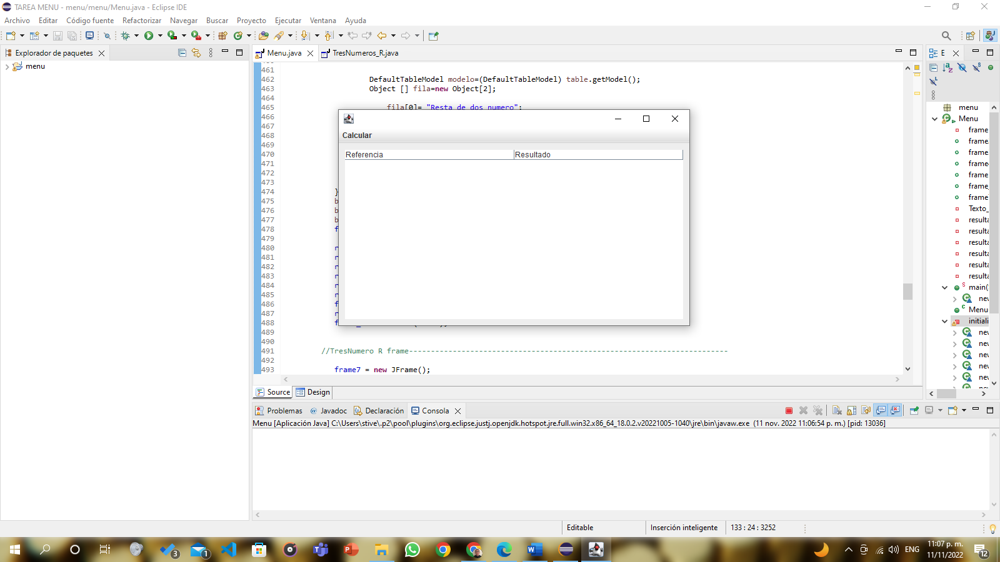 TAREA MENU - menu/menu/Menu.java - Eclipse IDE
Archivo Editar Código fuente Refactorizar Navegar Buscar Proyecto Ejecutar Ventana Ayuda
Explorador de paquetes
menu
Menu.java
TresNumeros_R.java
461
462 DefaultTableModel modelo=(DefaultTableModel) table.getModel();
463 Object [] fila=new Object[2];
464
465 fila[0]= "Resta de dos numero";
466
467
468
469
470
471
472
473
474 }
475 b
476 b
477 b
478 f
479
480
481
482
483
484
485
486 f
487
488 f
489
490
491 //TresNumero R frame-------------------------------------------------------------------------
492
493 frame7 = new JFrame();
Calcular
Referencia Resultado
Source Design
E
menu
Menu
frame
frame
frame
frame
frame
frame_
frame
Texto_
resulta
resulta
resulta
resulta
resulta
resulta
main(
nev
Menu
initiali
nev
nev
nev
nev
nev
Problemas @ Javadoc Declaración Consola
Menu [Aplicación Java] C:\Users\stive\.p2\pool\plugins\org.eclipse.justj.openjdk.hotspot.jre.full.win32.x86_64_18.0.2.v20221005-1040\jre\bin\javaw.exe (11 nov. 2022 11:06:54 p. m.) [pid: 13036]
Editable Inserción inteligente 133 : 24 : 3252
3
1
ENG
11:07 p. m.
11/11/2022
12